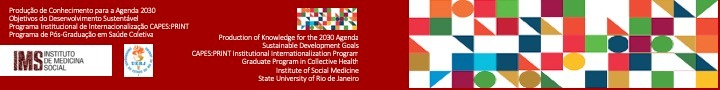 Produção de Conhecimento para a Agenda 2030
Objetivos do Desenvolvimento Sustentável
Programa Institucional de Internacionalização CAPES:PRINT
Programa de Pós-Graduação em Saúde Coletiva
IMS
INSTITUTO
DE MEDICINA
SOCIAL
UERJ
Production of Knowledge for the 2030 Agenda
Sustainable Development Goals
CAPES:PRINT Institutional Internationalization Program
Graduate Program in Collective Health
Institute of Social Medicine
State University of Rio de Janeiro